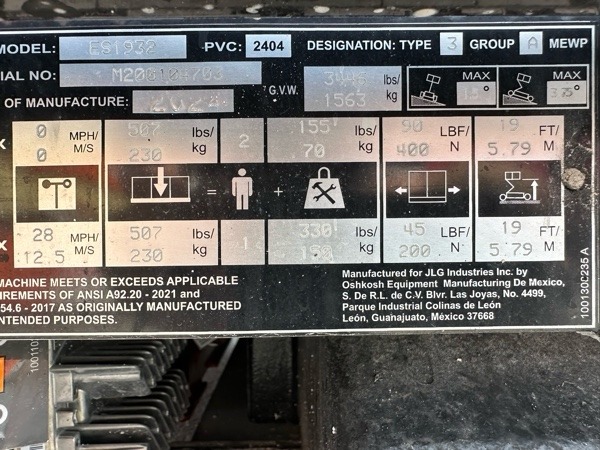 MODEL: ES1932 PVC: 2404 DESIGNATION: TYPE 3 GROUP A MEWP
IAL NO: lbs/ MAX MAX
OF MANUFACTURE: G.V.W. 1563 kg
0 MPH/ 507 lbs/ 2 155 lbs/ 90 LBF/ 19 FT/
0 M/S 230 kg 70 kg 400 N 5.79 M
= +
28 MPH/ 507 lbs/ 1 330 lbs/ 45 LBF/ 19 FT/
12.5 M/S 230 kg 150 kg 200 N 5.79 M
MACHINE MEETS OR EXCEEDS APPLICABLE
IREMENTS OF ANSI A92.20 - 2021 and
54.6 - 2017 AS ORIGINALLY MANUFACTURED
NTENDED PURPOSES.
Manufactured for JLG Industries Inc. by
Oshkosh Equipment Manufacturing De Mexico,
S. De R.L. de C.V. Blvr. Las Joyas, No. 4499,
Parque Industrial Colinas de León
León, Guanahuato, México 37668
100130C235 A